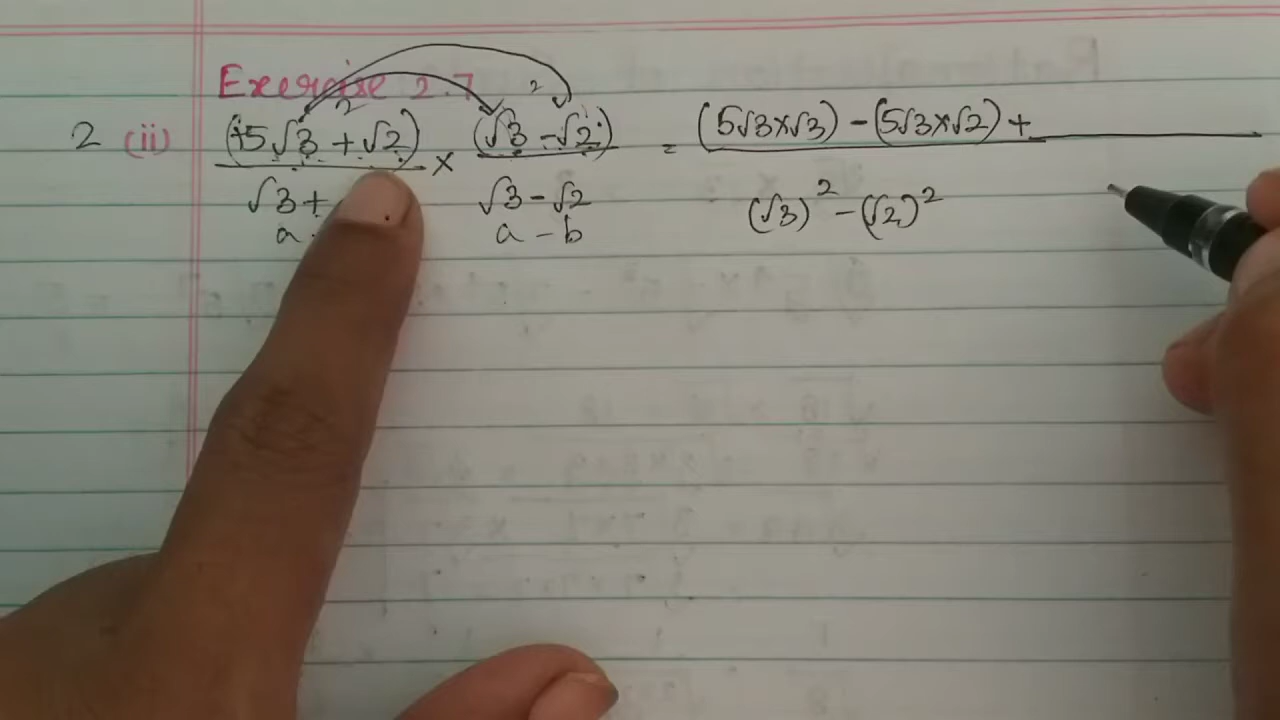 Exercise 2.7
2 (ii) (+5√3 + √2) × (√3 - √2) = (5√3×√3) - (5√3×√2) +
√3 + √3 - √2 (√3)² - (√2)²
a a - b